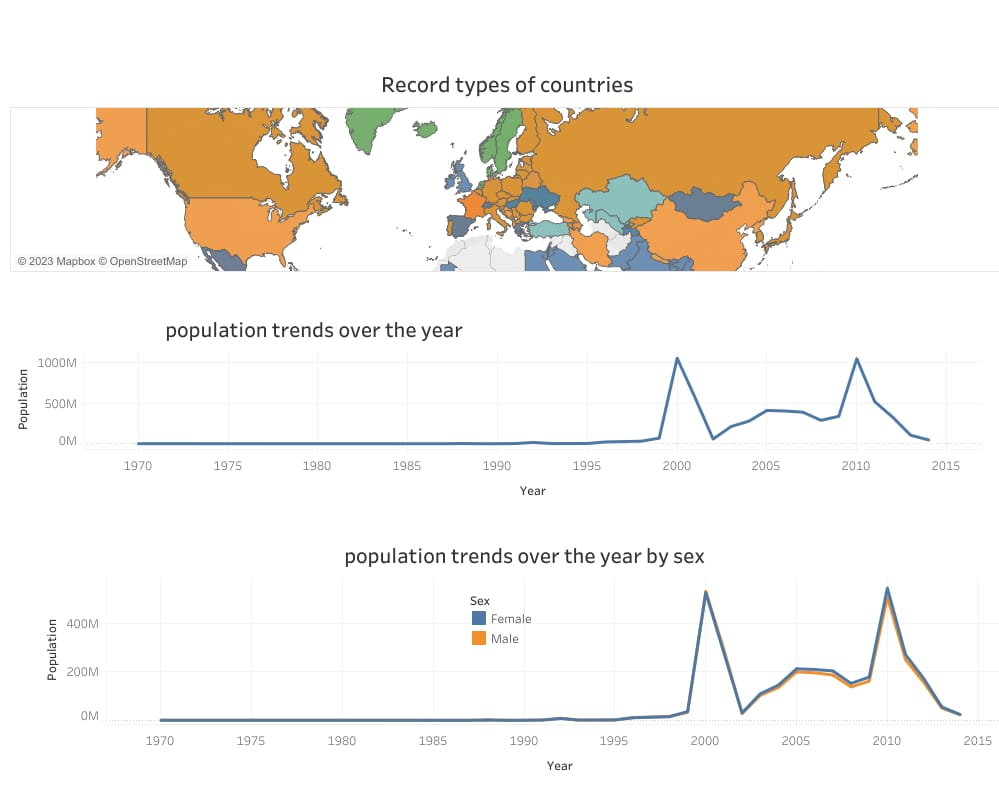 Record types of countries
© 2023 Mapbox © OpenStreetMap
population trends over the year
1000M
500M
0M
Population
1970 1975 1980 1985 1990 1995 2000 2005 2010 2015
Year
population trends over the year by sex
Sex
Female
Male
400M
200M
0M
Population
1970 1975 1980 1985 1990 1995 2000 2005 2010 2015
Year